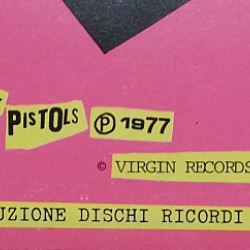 PISTOLS ℗ 1977
© VIRGIN RECORDS
UZIONE DISCHI RICORDI